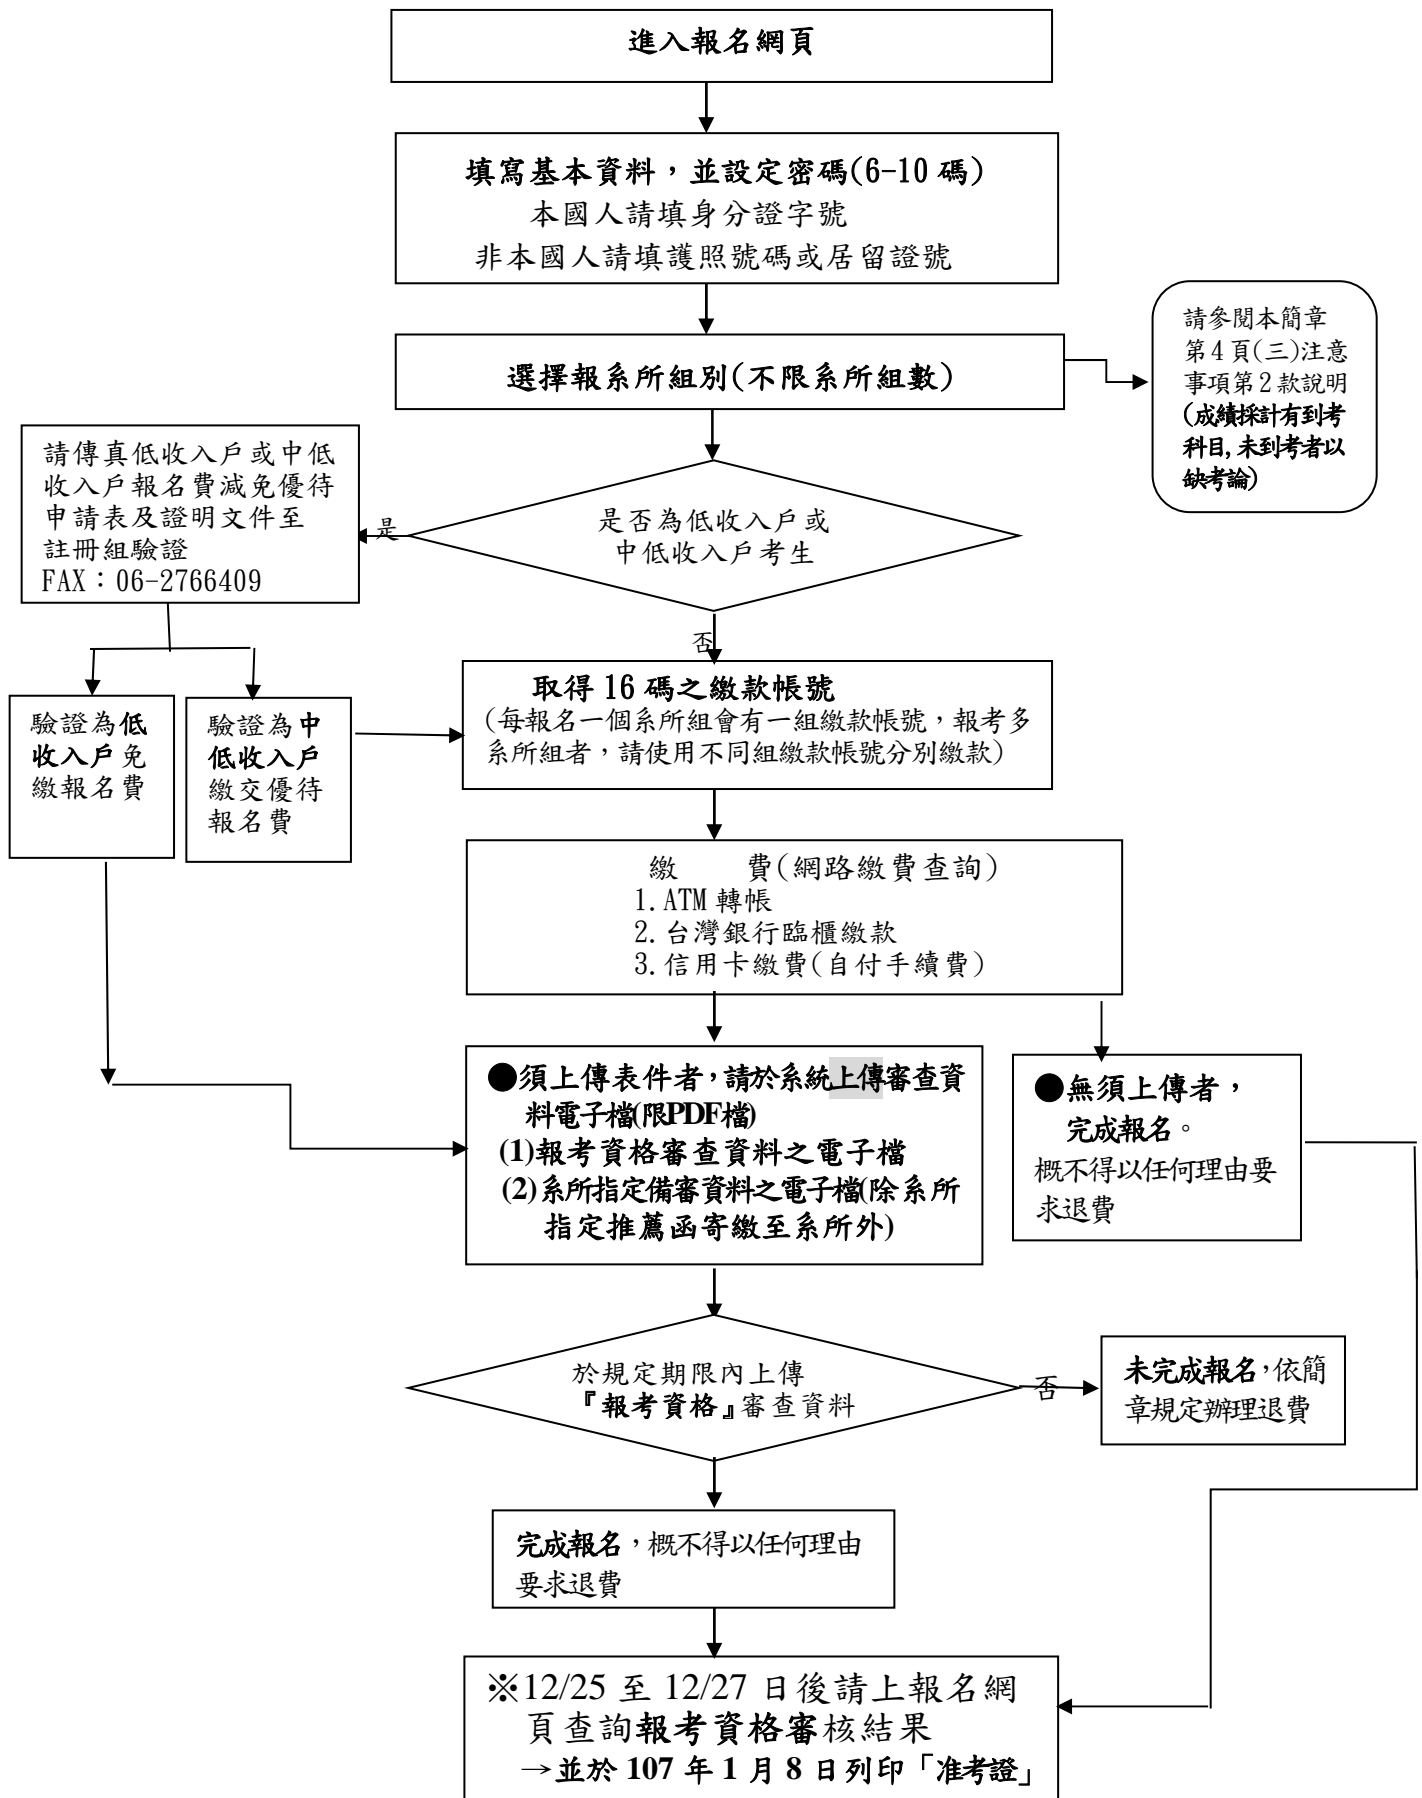 進入報名網頁
填寫基本資料，並設定密碼(6-10 碼)
本國人請填身分證字號
非本國人請填護照號碼或居留證號
選擇報系所組別(不限系所組數)
請參閱本簡章
第4頁(三)注意
事項第2款說明
(成績採計有到考
科目,未到考者以
缺考論)
是否為低收入戶或
中低收入戶考生
是
請傳真低收入戶或中低
收入戶報名費減免優待
申請表及證明文件至
註冊組驗證
FAX：06-2766409
否
驗證為低
收入戶免
繳報名費
驗證為中
低收入戶
繳交優待
報名費
取得 16 碼之繳款帳號
(每報名一個系所組會有一組繳款帳號，報考多
系所組者，請使用不同組繳款帳號分別繳款)
繳　　費(網路繳費查詢)
1.ATM 轉帳
2.台灣銀行臨櫃繳款
3.信用卡繳費(自付手續費)
●須上傳表件者，請於系統上傳審查資
料電子檔(限PDF檔)
(1)報考資格審查資料之電子檔
(2)系所指定備審資料之電子檔(除系所
指定推薦函寄繳至系所外)
●無須上傳者，
完成報名。
概不得以任何理由要
求退費
於規定期限內上傳
『報考資格』審查資料
否
未完成報名，依簡
章規定辦理退費
完成報名，概不得以任何理由
要求退費
※12/25 至 12/27 日後請上報名網
頁查詢報考資格審核結果
→並於 107 年 1 月 8 日列印「准考證」